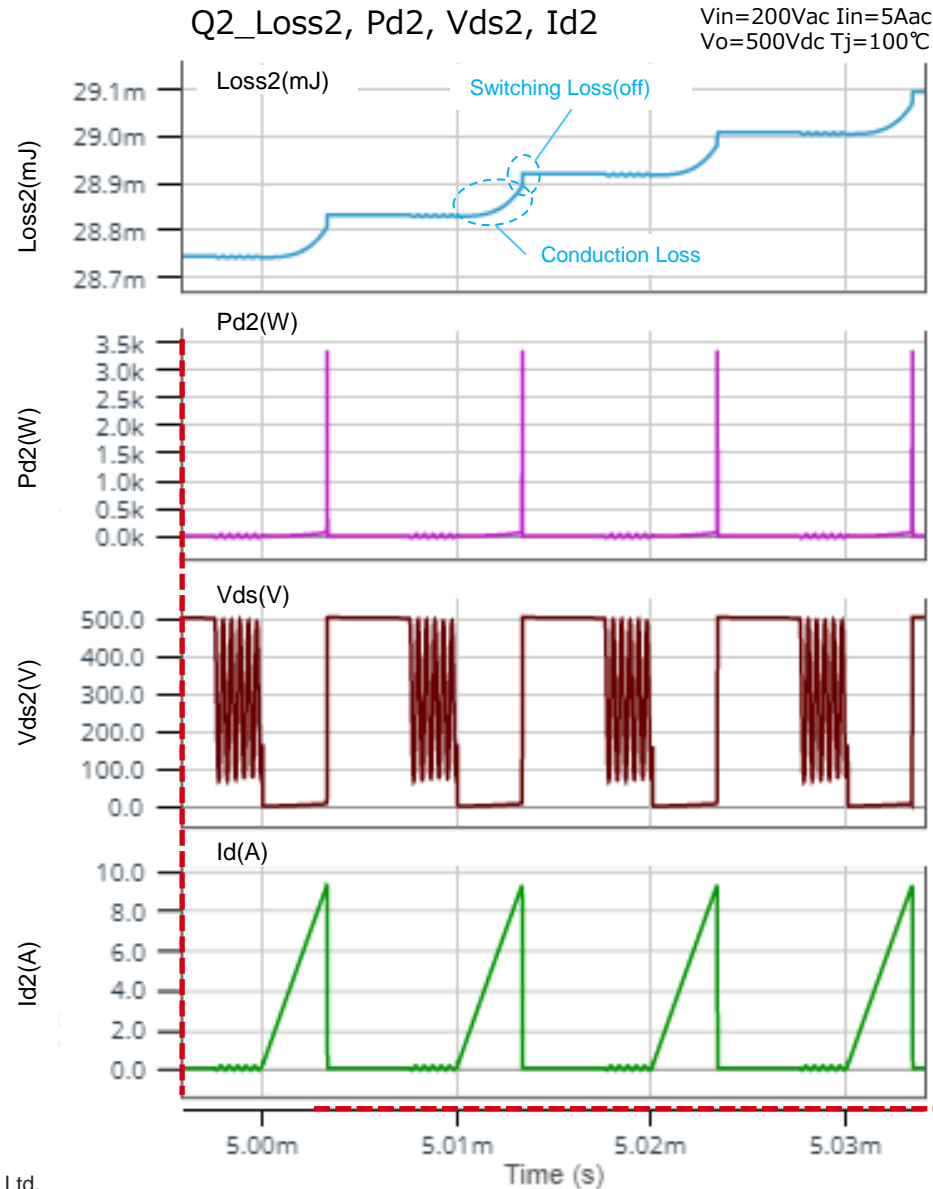 Q2_Loss2, Pd2, Vds2, Id2
Vin=200Vac Iin=5Aac
Vo=500Vdc Tj=100℃
Loss2(mJ)
Loss2(mJ)
Switching Loss(off)
Conduction Loss
29.1m
29.0m
28.9m
28.8m
28.7m
Pd2(W)
Pd2(W)
3.5k
3.0k
2.5k
2.0k
1.5k
1.0k
0.5k
0.0k
Vds(V)
Vds2(V)
500.0
400.0
300.0
200.0
100.0
0.0
Id(A)
Id2(A)
10.0
8.0
6.0
4.0
2.0
0.0
5.00m
5.01m
5.02m
5.03m
Time (s)
Ltd.